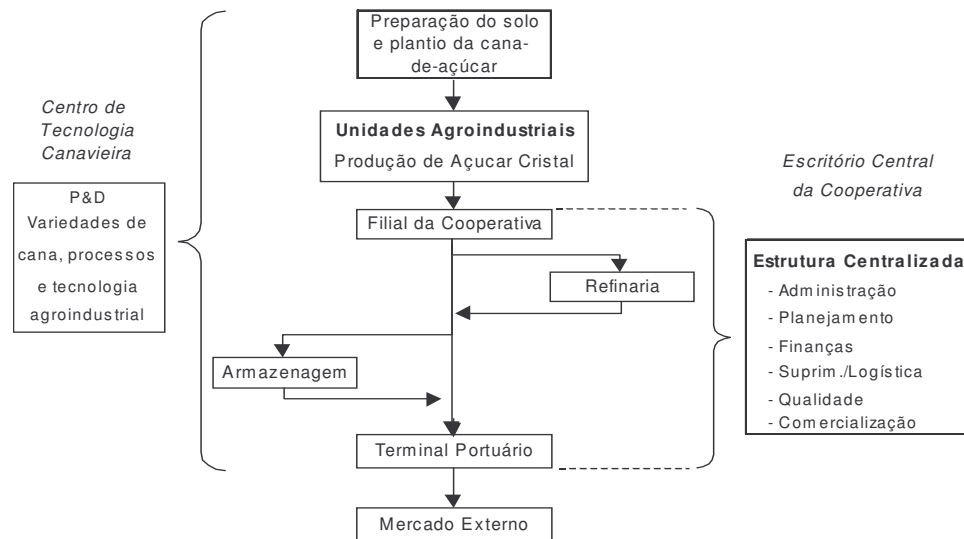 Centro de
Tecnologia
Canavieira
P&D
Variedades de
cana, processos
e tecnologia
agroindustrial
Preparação do solo
e plantio da cana-
de-açúcar
Unidades Agroindustriais
Produção de Açucar Cristal
Filial da Cooperativa
Refinaria
Armazenagem
Terminal Portuário
Mercado Externo
Escritório Central
da Cooperativa
Estrutura Centralizada
- Administração
- Planejamento
- Finanças
- Suprim./Logística
- Qualidade
- Comercialização